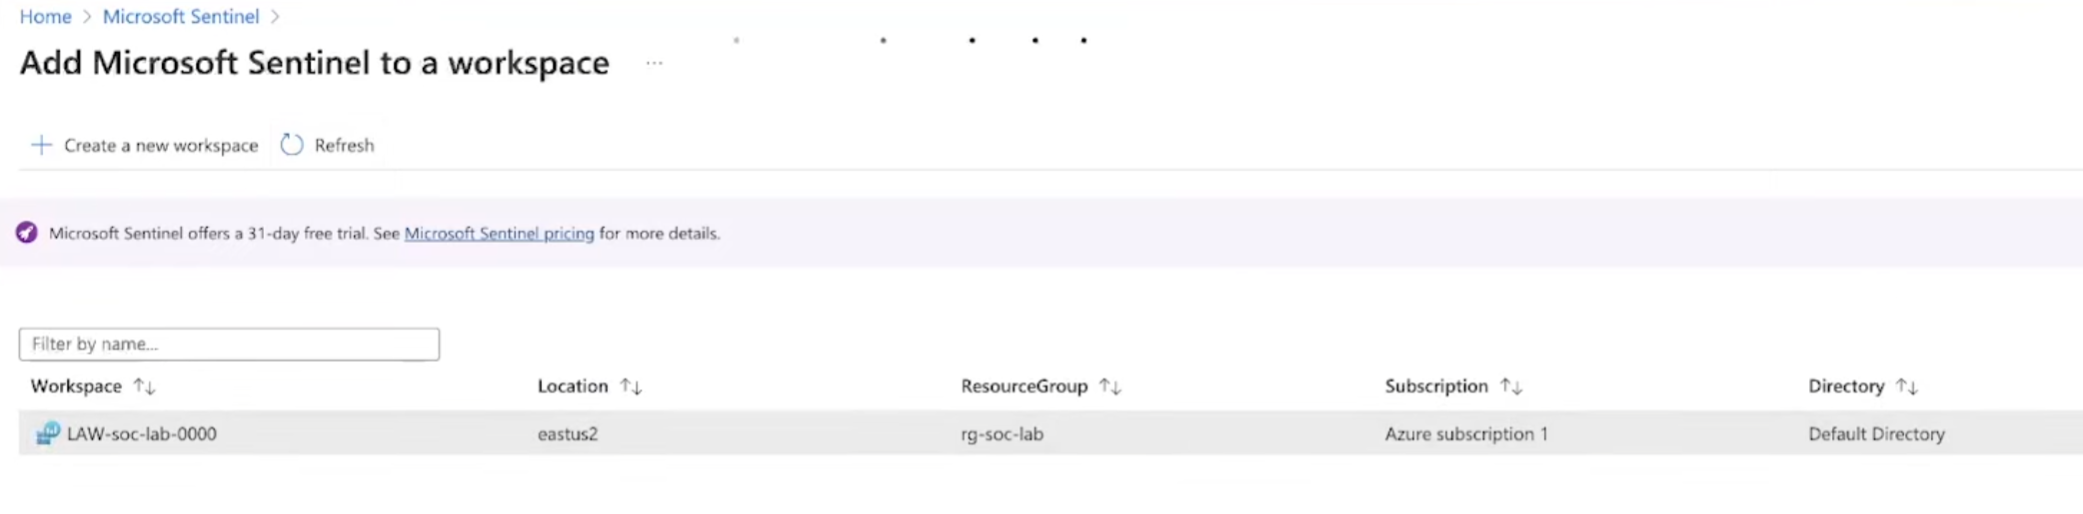 Home > Microsoft Sentinel >
Add Microsoft Sentinel to a workspace ...
+ Create a new workspace Refresh
Microsoft Sentinel offers a 31-day free trial. See Microsoft Sentinel pricing for more details.
Filter by name...
Workspace ↑↓ Location ↑↓ ResourceGroup ↑↓ Subscription ↑↓ Directory ↑↓
LAW-soc-lab-0000 eastus2 rg-soc-lab Azure subscription 1 Default Directory